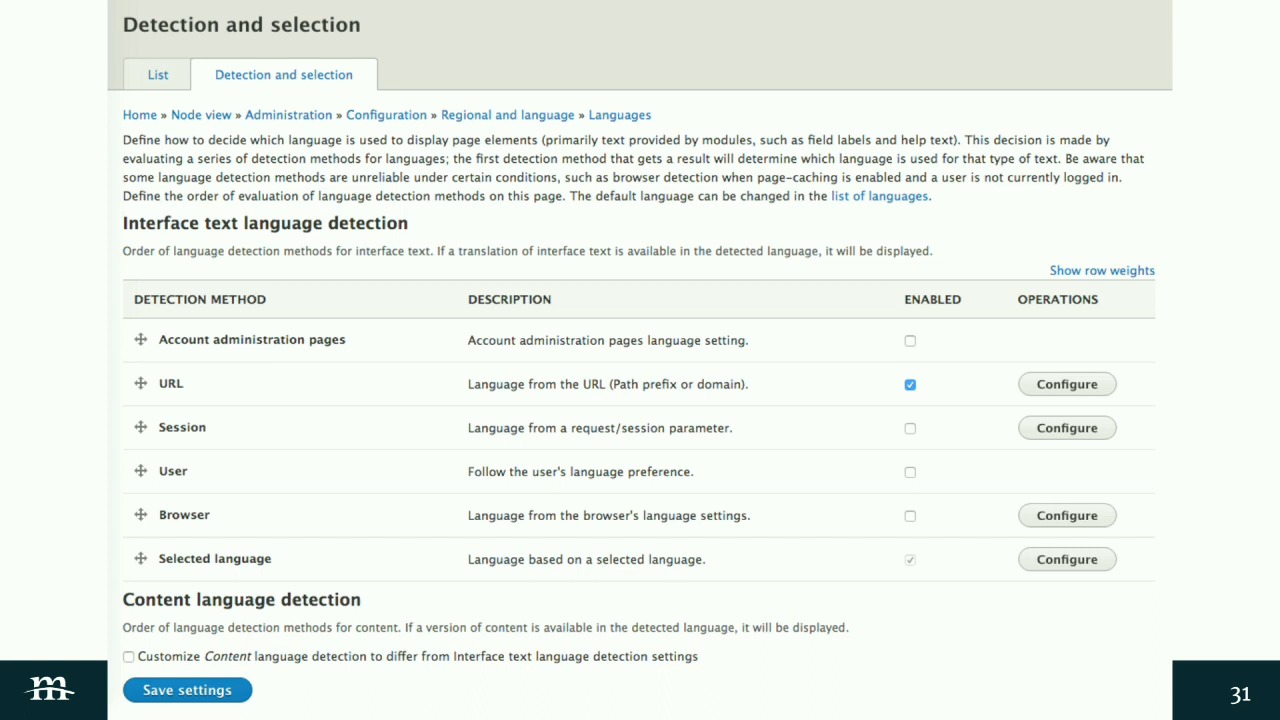 Detection and selection
List
Detection and selection
Home » Node view » Administration » Configuration » Regional and language » Languages
Define how to decide which language is used to display page elements (primarily text provided by modules, such as field labels and help text). This decision is made by
evaluating a series of detection methods for languages; the first detection method that gets a result will determine which language is used for that type of text. Be aware that
some language detection methods are unreliable under certain conditions, such as browser detection when page-caching is enabled and a user is not currently logged in.
Define the order of evaluation of language detection methods on this page. The default language can be changed in the list of languages.
Interface text language detection
Order of language detection methods for interface text. If a translation of interface text is available in the detected language, it will be displayed.
Show row weights
DETECTION METHOD DESCRIPTION ENABLED OPERATIONS
Account administration pages Account administration pages language setting.
URL Language from the URL (Path prefix or domain). Configure
Session Language from a request/session parameter. Configure
User Follow the user's language preference.
Browser Language from the browser's language settings. Configure
Selected language Language based on a selected language. Configure
Content language detection
Order of language detection methods for content. If a version of content is available in the detected language, it will be displayed.
Customize Content language detection to differ from Interface text language detection settings
Save settings
m
31